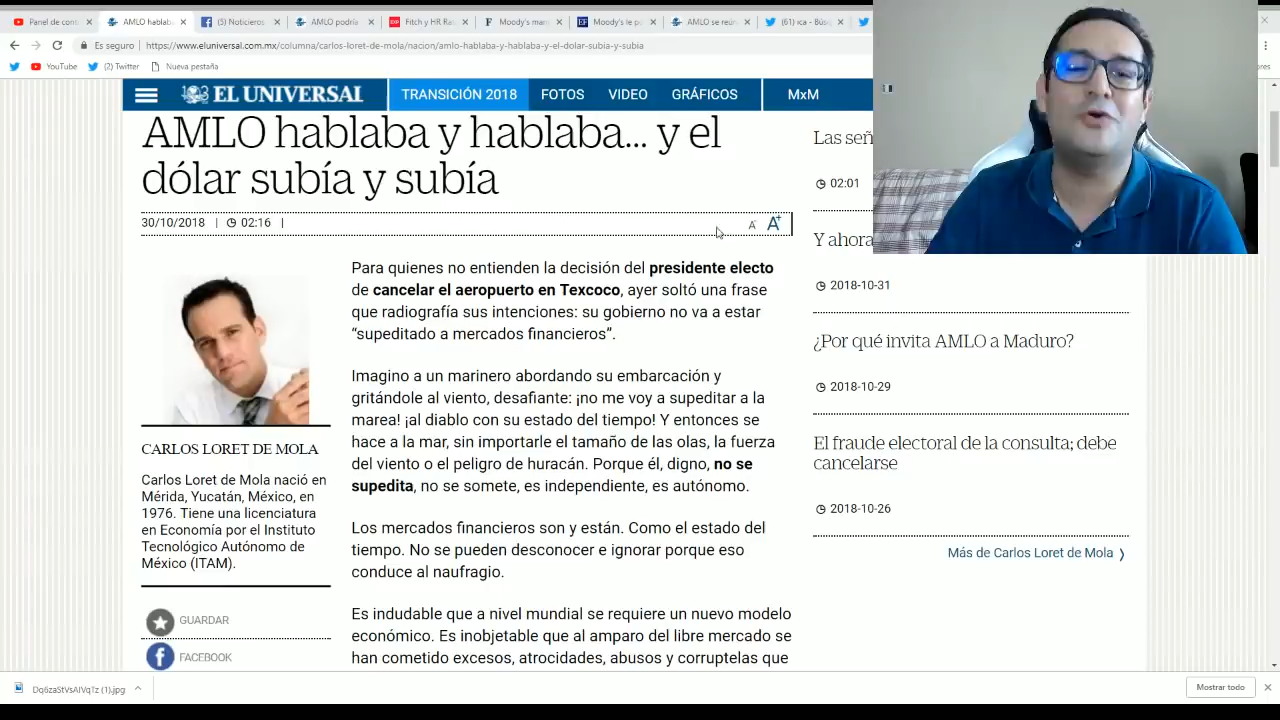 Panel de cont
AMLO hablaba
(5) Noticieros
AMLO podría
Fitch y HR Ra
Moody's man
Moody's le po
AMLO se reún
(61) ica - Búsq
Es seguro
https://www.eluniversal.com.mx/columna/carlos-loret-de-mola/nacion/amlo-hablaba-y-hablaba-y-el-dolar-subia-y-subia
YouTube
(2) Twitter
Nueva pestaña
ores
EL UNIVERSAL
TRANSICIÓN 2018
FOTOS
VIDEO
GRÁFICOS
MxM
AMLO hablaba y hablaba... y el
dólar subía y subía
30/10/2018 | 02:16 |
A-
A+
CARLOS LORET DE MOLA
Carlos Loret de Mola nació en
Mérida, Yucatán, México, en
1976. Tiene una licenciatura
en Economía por el Instituto
Tecnológico Autónomo de
México (ITAM).
GUARDAR
FACEBOOK
Para quienes no entienden la decisión del presidente electo
de cancelar el aeropuerto en Texcoco, ayer soltó una frase
que radiografía sus intenciones: su gobierno no va a estar
“supeditado a mercados financieros”.
Imagino a un marinero abordando su embarcación y
gritándole al viento, desafiante: ¡no me voy a supeditar a la
marea! ¡al diablo con su estado del tiempo! Y entonces se
hace a la mar, sin importarle el tamaño de las olas, la fuerza
del viento o el peligro de huracán. Porque él, digno, no se
supedita, no se somete, es independiente, es autónomo.
Los mercados financieros son y están. Como el estado del
tiempo. No se pueden desconocer e ignorar porque eso
conduce al naufragio.
Es indudable que a nivel mundial se requiere un nuevo modelo
económico. Es inobjetable que al amparo del libre mercado se
han cometido excesos, atrocidades, abusos y corruptelas que
Las señ
02:01
Y ahora
2018-10-31
¿Por qué invita AMLO a Maduro?
2018-10-29
El fraude electoral de la consulta; debe
cancelarse
2018-10-26
Más de Carlos Loret de Mola ❭
Mostrar todo